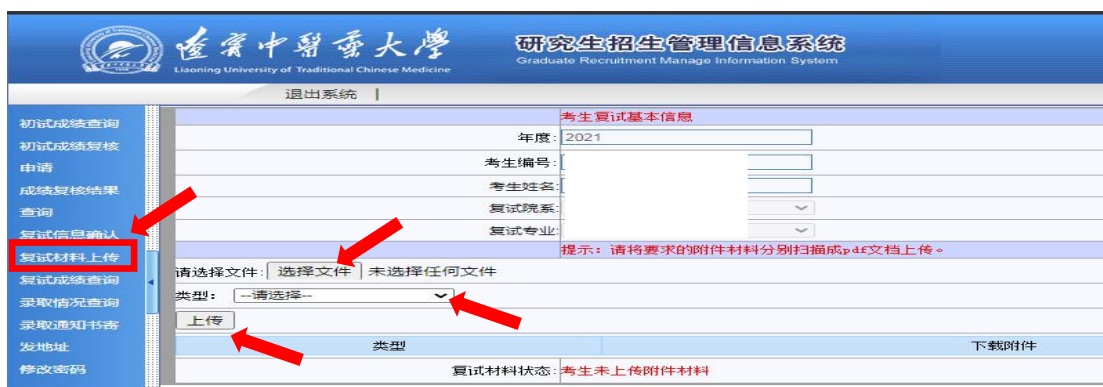 辽宁中医药大学
研究生招生管理信息系统
Liaoning University of Traditional Chinese Medicine
Graduate Recruitment Manage Information System
退出系统 |
初试成绩查询
初试成绩复核
申请
成绩复核结果
查询
复试信息确认
复试材料上传
复试成绩查询
录取情况查询
录取通知书寄
发地址
修改密码
考生复试基本信息
年度: 2021
考生编号:
考生姓名:
复试院系:
复试专业:
提示：请将要求的附件材料分别扫描成pdf文档上传。
请选择文件: 选择文件 未选择任何文件
类型： --请选择--
上传
类型 下载附件
复试材料状态: 考生未上传附件材料